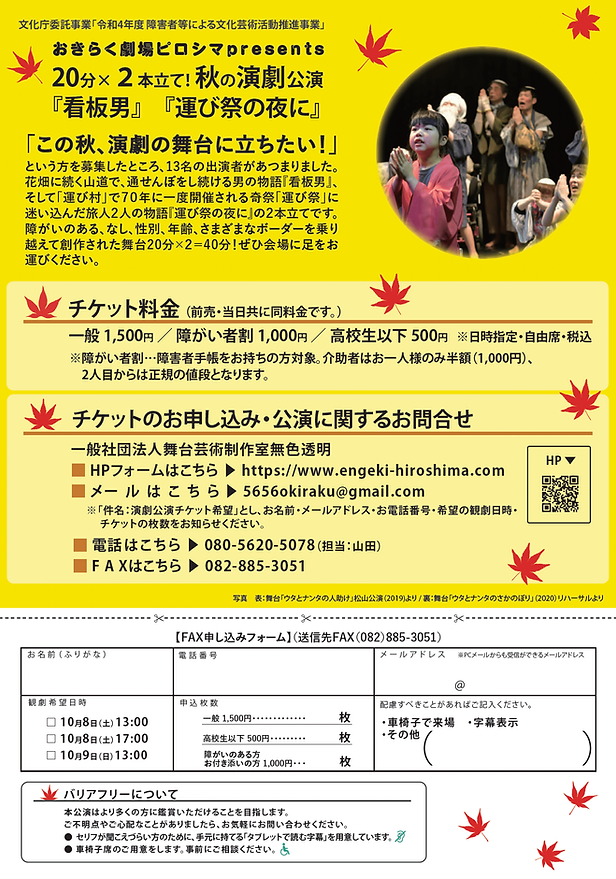 文化庁委託事業「令和4年度 障害者等による文化芸術活動推進事業」
おきらく劇場ピロシマpresents
20分×2本立て!秋の演劇公演
『看板男』『運び祭の夜に』
「この秋、演劇の舞台に立ちたい!」
という方を募集したところ、13名の出演者があつまりました。
花畑に続く山道で、通せんぼをし続ける男の物語『看板男』、
そして「運び村」で70年に一度開催される奇祭「運び祭」に
迷い込んだ旅人2人の物語『運び祭の夜に』の2本立てです。
障がいのある、なし、性別、年齢、さまざまなボーダーを乗り
越えて創作された舞台20分×2=40分!ぜひ会場に足をお
運びください。
チケット料金(前売・当日共に同料金です。)
一般 1,500円／障がい者割 1,000円／高校生以下 500円 ※日時指定・自由席・税込
※障がい者割…障害者手帳をお持ちの方対象。介助者はお一人様のみ半額(1,000円)、
2人目からは正規の値段となります。
チケットのお申し込み・公演に関するお問合せ
一般社団法人舞台芸術制作室無色透明
■HPフォームはこちら▶https://www.engeki-hiroshima.com
■メールはこちら▶5656okiraku@gmail.com
※「件名:演劇公演チケット希望」とし、お名前・メールアドレス・お電話番号・希望の観劇日時・
チケットの枚数をお知らせください。
■電話はこちら▶080-5620-5078(担当:山田)
■FAXはこちら▶082-885-3051
HP▼
写真 表:舞台「ウタとナンタの人助け」松山公演(2019)より / 裏:舞台「ウタとナンタのさかのぼり」(2020)リハーサルより
【FAX申し込みフォーム】(送信先FAX(082)885-3051)
お名前(ふりがな)
電話番号
メールアドレス ※PCメールからも受信ができるメールアドレス
@
観劇希望日時
□ 10月8日(土)13:00
□ 10月8日(土)17:00
□ 10月9日(日)13:00
申込枚数
一般 1,500円・・・・・・・・・・・・・ 枚
高校生以下 500円・・・・・・・・・ 枚
障がいのある方
お付き添いの方 1,000円・・・ 枚
配慮すべきことがあればご記入ください。
・車椅子で来場 ・字幕表示
・その他( )
バリアフリーについて
本公演はより多くの方に鑑賞いただけることを目指します。
ご不明点やご心配なことがありましたら、お気軽にお問い合わせください。
● セリフが聞こえづらい方のために、手元に持てる「タブレットで読む字幕」を用意しています。
● 車椅子席のご用意をします。事前にご相談ください。